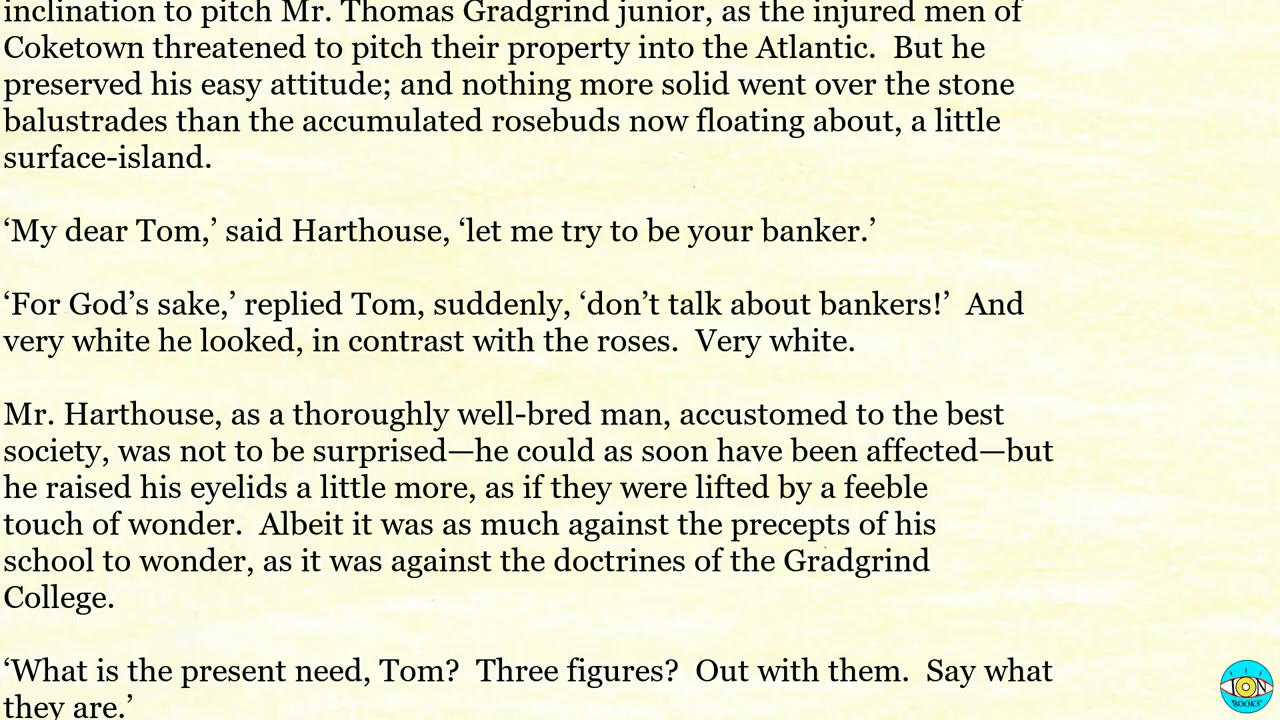 inclination to pitch Mr. Thomas Gradgrind junior, as the injured men of
Coketown threatened to pitch their property into the Atlantic.  But he
preserved his easy attitude; and nothing more solid went over the stone
balustrades than the accumulated rosebuds now floating about, a little
surface-island.
‘My dear Tom,’ said Harthouse, ‘let me try to be your banker.’
‘For God’s sake,’ replied Tom, suddenly, ‘don’t talk about bankers!’  And
very white he looked, in contrast with the roses.  Very white.
Mr. Harthouse, as a thoroughly well-bred man, accustomed to the best
society, was not to be surprised—he could as soon have been affected—but
he raised his eyelids a little more, as if they were lifted by a feeble
touch of wonder.  Albeit it was as much against the precepts of his
school to wonder, as it was against the doctrines of the Gradgrind
College.
‘What is the present need, Tom?  Three figures?  Out with them.  Say what
they are.’
ION
BOOKS